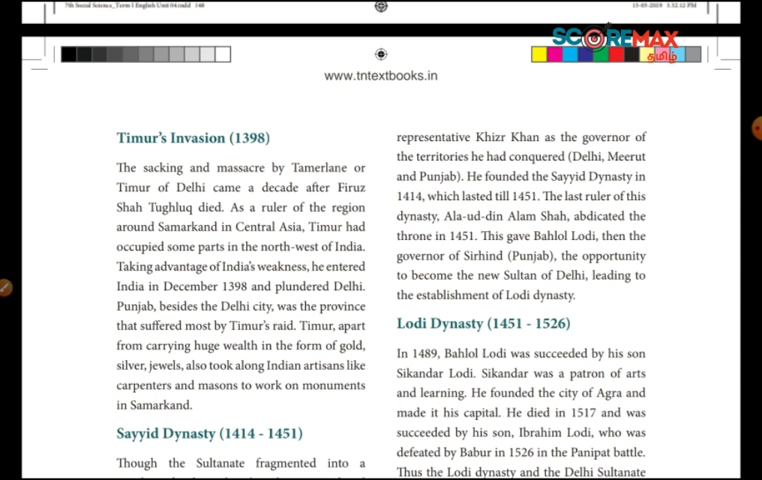 7th Social Science_Term I English Unit 04.indd 148
15-03-2019 3.32.12 PM
SCOREMAX
தமிழ்
www.tntextbooks.in
Timur's Invasion (1398)
The sacking and massacre by Tamerlane or
Timur of Delhi came a decade after Firuz
Shah Tughluq died. As a ruler of the region
around Samarkand in Central Asia, Timur had
occupied some parts in the north-west of India.
Taking advantage of India's weakness, he entered
India in December 1398 and plundered Delhi.
Punjab, besides the Delhi city, was the province
that suffered most by Timur's raid. Timur, apart
from carrying huge wealth in the form of gold,
silver, jewels, also took along Indian artisans like
carpenters and masons to work on monuments
in Samarkand.
Sayyid Dynasty (1414 - 1451)
Though the Sultanate fragmented into a
representative Khizr Khan as the governor of
the territories he had conquered (Delhi, Meerut
and Punjab). He founded the Sayyid Dynasty in
1414, which lasted till 1451. The last ruler of this
dynasty, Ala-ud-din Alam Shah, abdicated the
throne in 1451. This gave Bahlol Lodi, then the
governor of Sirhind (Punjab), the opportunity
to become the new Sultan of Delhi, leading to
the establishment of Lodi dynasty.
Lodi Dynasty (1451 - 1526)
In 1489, Bahlol Lodi was succeeded by his son
Sikandar Lodi. Sikandar was a patron of arts
and learning. He founded the city of Agra and
made it his capital. He died in 1517 and was
succeeded by his son, Ibrahim Lodi, who was
defeated by Babur in 1526 in the Panipat battle.
Thus the Lodi dynasty and the Delhi Sultanate